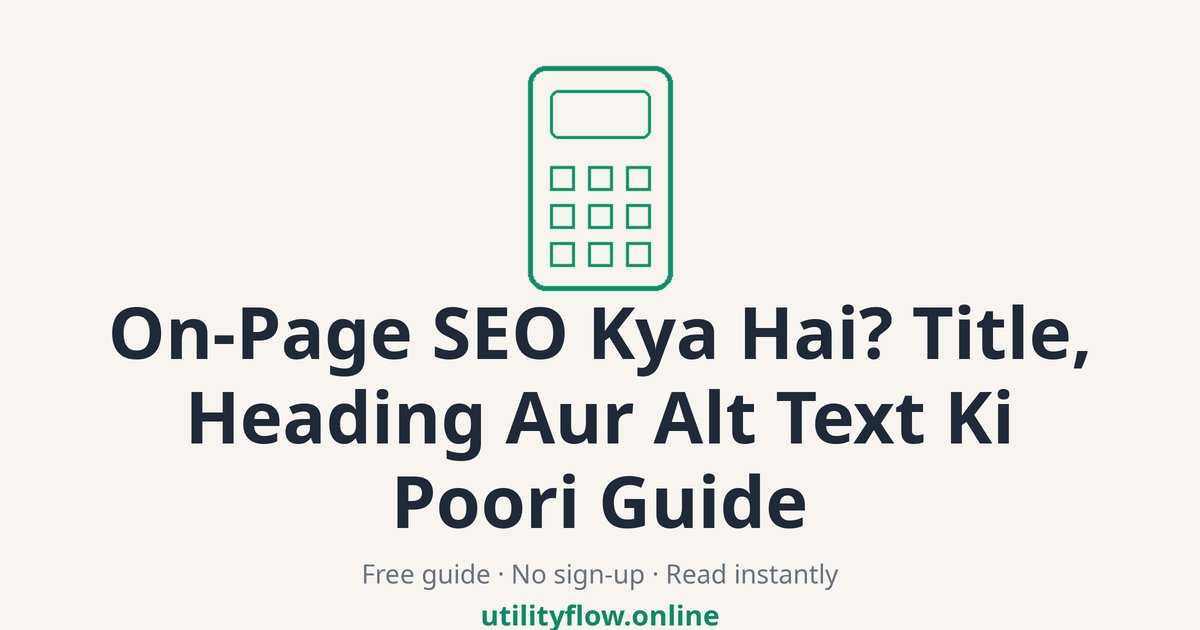 On-Page SEO Kya Hai? Title,
Heading Aur Alt Text Ki
Poori Guide
Free guide · No sign-up · Read instantly
utilityflow.online